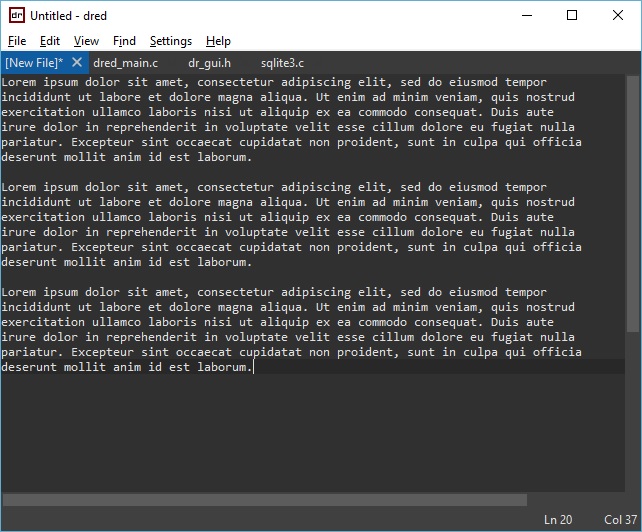 dr Untitled - dred
File Edit View Find Settings Help
[New File]* dred_main.c dr_gui.h sqlite3.c
Lorem ipsum dolor sit amet, consectetur adipiscing elit, sed do eiusmod tempor
incididunt ut labore et dolore magna aliqua. Ut enim ad minim veniam, quis nostrud
exercitation ullamco laboris nisi ut aliquip ex ea commodo consequat. Duis aute
irure dolor in reprehenderit in voluptate velit esse cillum dolore eu fugiat nulla
pariatur. Excepteur sint occaecat cupidatat non proident, sunt in culpa qui officia
deserunt mollit anim id est laborum.
Lorem ipsum dolor sit amet, consectetur adipiscing elit, sed do eiusmod tempor
incididunt ut labore et dolore magna aliqua. Ut enim ad minim veniam, quis nostrud
exercitation ullamco laboris nisi ut aliquip ex ea commodo consequat. Duis aute
irure dolor in reprehenderit in voluptate velit esse cillum dolore eu fugiat nulla
pariatur. Excepteur sint occaecat cupidatat non proident, sunt in culpa qui officia
deserunt mollit anim id est laborum.
Lorem ipsum dolor sit amet, consectetur adipiscing elit, sed do eiusmod tempor
incididunt ut labore et dolore magna aliqua. Ut enim ad minim veniam, quis nostrud
exercitation ullamco laboris nisi ut aliquip ex ea commodo consequat. Duis aute
irure dolor in reprehenderit in voluptate velit esse cillum dolore eu fugiat nulla
pariatur. Excepteur sint occaecat cupidatat non proident, sunt in culpa qui officia
deserunt mollit anim id est laborum.
Ln 20 Col 37